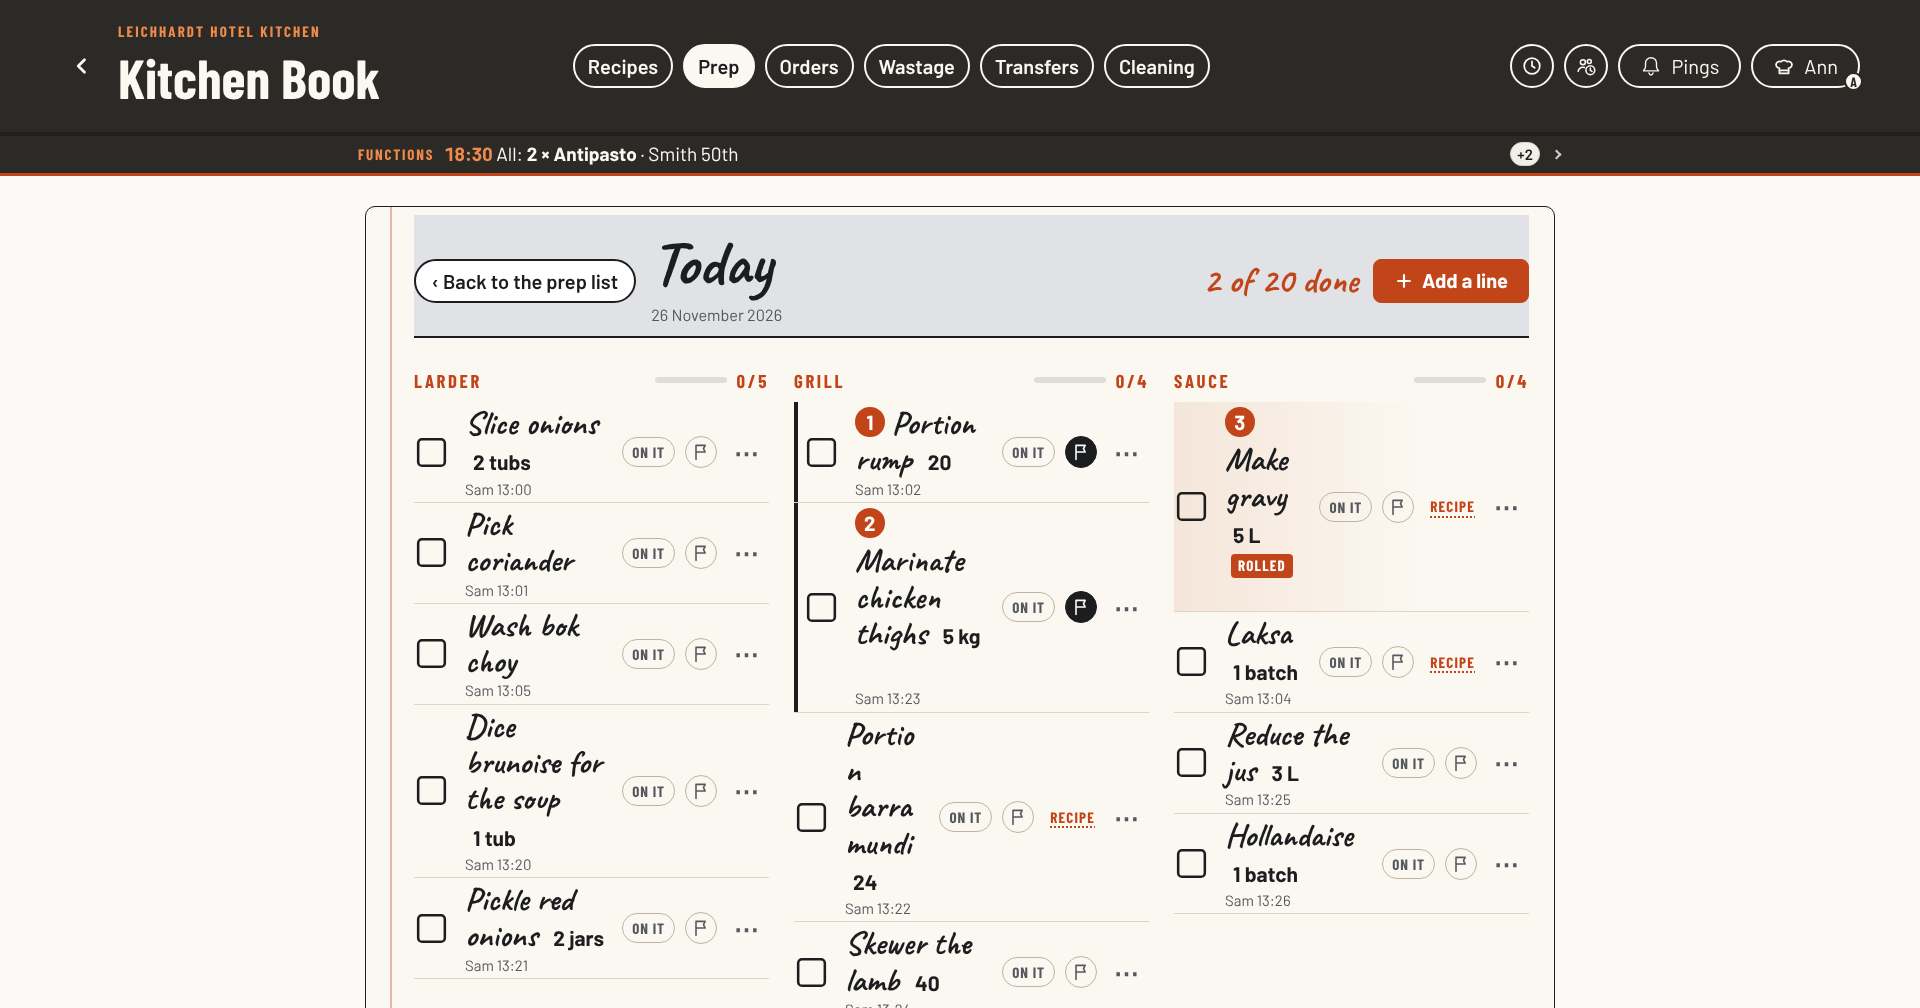 LEICHHARDT HOTEL KITCHEN
Kitchen Book
Recipes Prep Orders Wastage Transfers Cleaning
Pings Ann A
FUNCTIONS 18:30 All: 2 × Antipasto · Smith 50th +2
‹ Back to the prep list
Today
26 November 2026
2 of 20 done
+ Add a line
LARDER 0/5
Slice onions
2 tubs
ON IT
Sam 13:00
Pick
coriander
ON IT
Sam 13:01
Wash bok
choy
ON IT
Sam 13:05
Dice
brunoise for
the soup
1 tub
ON IT
Sam 13:20
Pickle red
onions 2 jars
ON IT
Sam 13:21
GRILL 0/4
1 Portion
rump 20
ON IT
Sam 13:02
2
Marinate
chicken
thighs 5 kg
ON IT
Sam 13:23
Portio
n
barra
mundi
24
ON IT RECIPE
Sam 13:22
Skewer the
lamb 40
ON IT
SAUCE 0/4
3
Make
gravy
5 L
ROLLED
ON IT RECIPE
Laksa
1 batch
ON IT RECIPE
Sam 13:04
Reduce the
jus 3 L
ON IT
Sam 13:25
Hollandaise
1 batch
ON IT
Sam 13:26